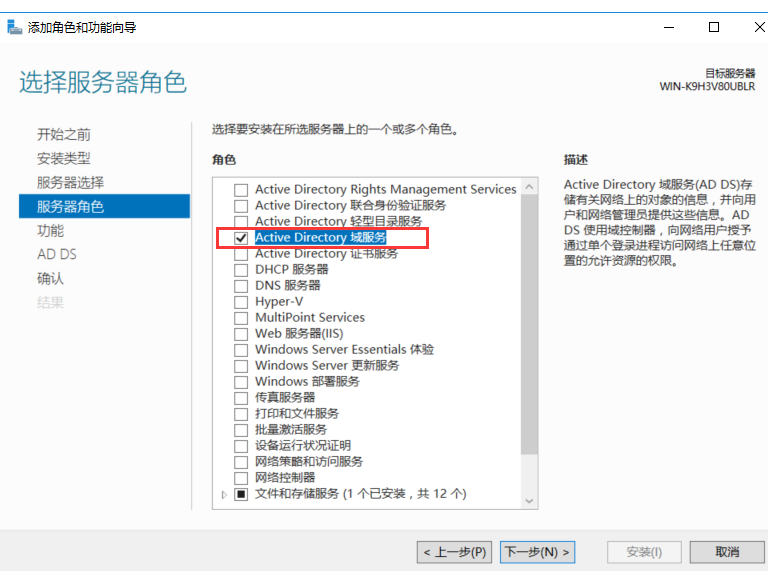 添加角色和功能向导
选择服务器角色
目标服务器
WIN-K9H3V80UBLR
开始之前
安装类型
服务器选择
服务器角色
功能
AD DS
确认
结果
选择要安装在所选服务器上的一个或多个角色。
角色
Active Directory Rights Management Services
Active Directory 联合身份验证服务
Active Directory 轻型目录服务
Active Directory 域服务
Active Directory 证书服务
DHCP 服务器
DNS 服务器
Hyper-V
MultiPoint Services
Web 服务器(IIS)
Windows Server Essentials 体验
Windows Server 更新服务
Windows 部署服务
传真服务器
打印和文件服务
批量激活服务
设备运行状况证明
网络策略和访问服务
网络控制器
文件和存储服务 (1 个已安装，共 12 个)
描述
Active Directory 域服务(AD DS)存
储有关网络上的对象的信息，并向用
户和网络管理员提供这些信息。AD
DS 使用域控制器，向网络用户授予
通过单个登录进程访问网络上任意位
置的允许资源的权限。
< 上一步(P)
下一步(N) >
安装(I)
取消